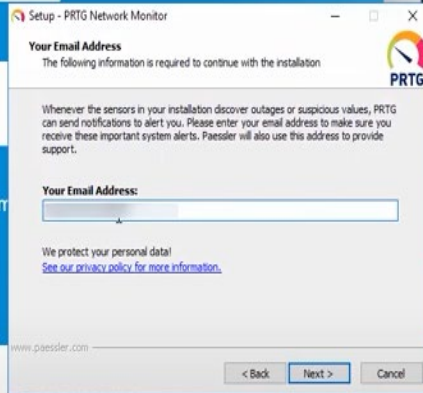 Setup - PRTG Network Monitor
Your Email Address
The following information is required to continue with the installation
PRTG
Whenever the sensors in your installation discover outages or suspicious values, PRTG
can send notifications to alert you. Please enter your email address to make sure you
receive these important system alerts. Paessler will also use this address to provide
support.
Your Email Address:
We protect your personal data!
See our privacy policy for more information.
www.paessler.com
< Back
Next >
Cancel